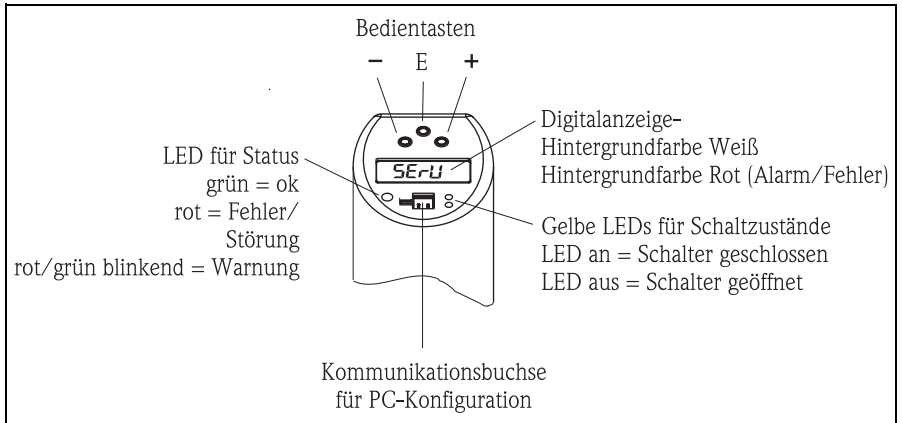 Bedientasten
− E +
Digitalanzeige-
Hintergrundfarbe Weiß
Hintergrundfarbe Rot (Alarm/Fehler)
SErU
LED für Status
grün = ok
rot = Fehler/
Störung
rot/grün blinkend = Warnung
Gelbe LEDs für Schaltzustände
LED an = Schalter geschlossen
LED aus = Schalter geöffnet
Kommunikationsbuchse
für PC-Konfiguration